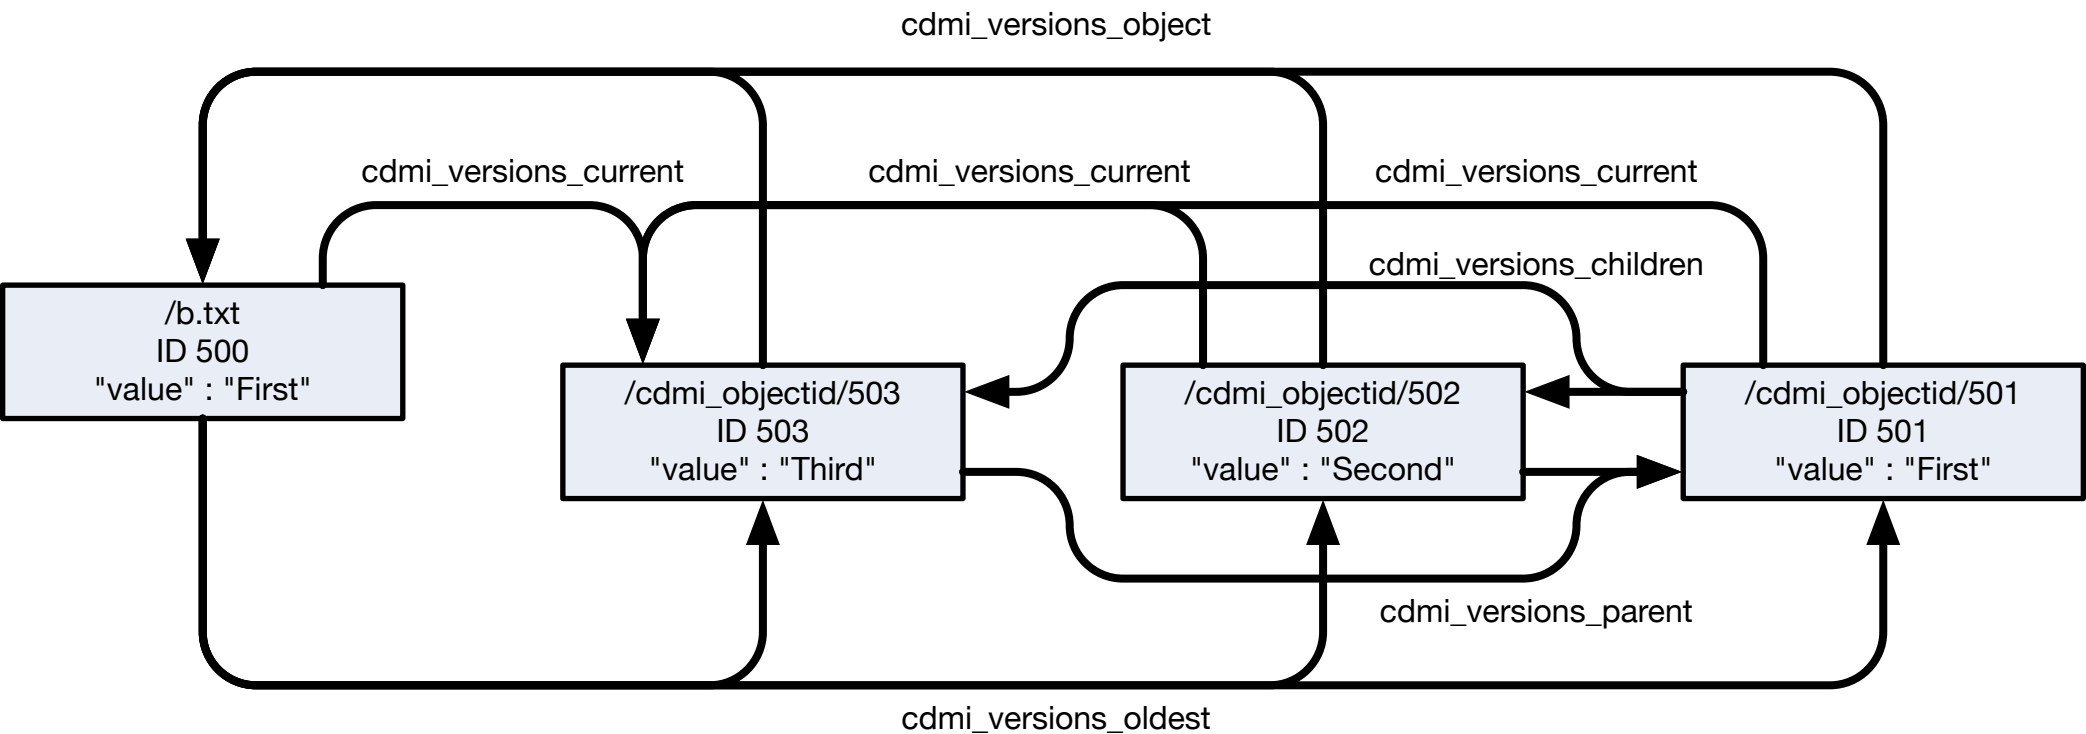 cdmi_versions_object
cdmi_versions_current
cdmi_versions_current
cdmi_versions_current
cdmi_versions_children
/b.txt
ID 500
"value" : "First"
/cdmi_objectid/503
ID 503
"value" : "Third"
/cdmi_objectid/502
ID 502
"value" : "Second"
/cdmi_objectid/501
ID 501
"value" : "First"
cdmi_versions_parent
cdmi_versions_oldest